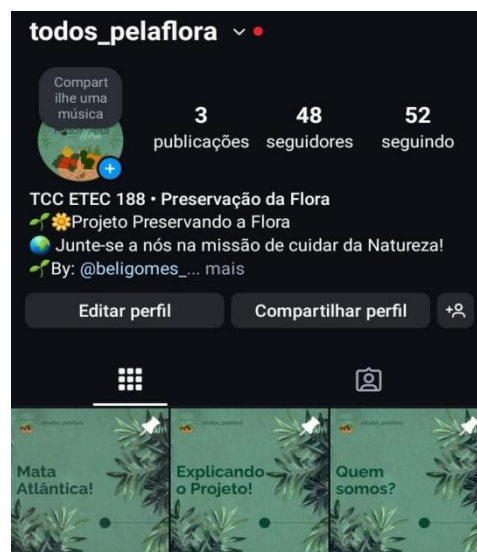 todos_pelaflora
Compart
ilhe uma
música
3
publicações
48
seguidores
52
seguindo
TCC ETEC 188 • Preservação da Flora
🌱🌼Projeto Preservando a Flora
🌎 Junte-se a nós na missão de cuidar da Natureza!
🌱By: @beligomes_... mais
Editar perfil
Compartilhar perfil
Mata
Atlântica!
Explicando
o Projeto!
Quem
somos?